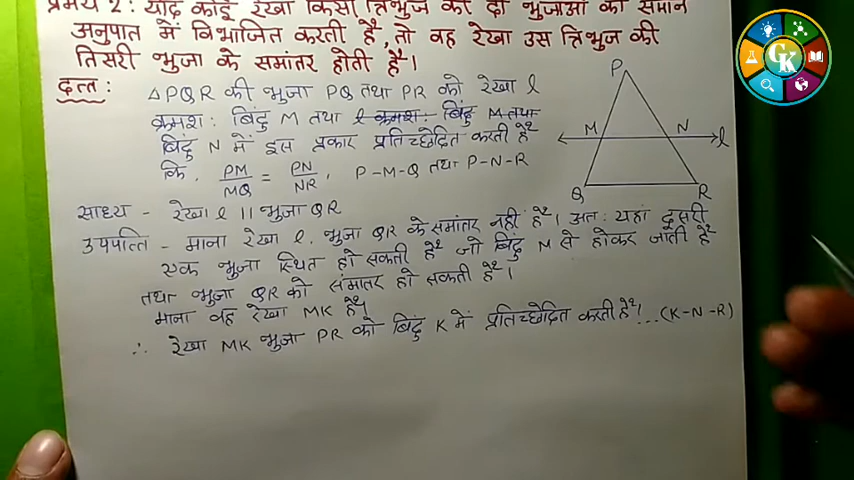 प्रमेय 2: यदि कोई रेखा किसी त्रिभुज की दो भुजाओं को समान
अनुपात में विभाजित करती है, तो वह रेखा उस त्रिभुज की
तिसरी भुजा के समांतर होती है।
दत्त :
△PQR की भुजा PQ तथा PR को रेखा l
क्रमश: बिंदु M तथा l क्रमश: बिंदु M तथा
बिंदु N में इस प्रकार प्रतिच्छेदित करती है
कि, PM/MQ = PN/NR, P-M-Q तथा P-N-R
साध्य - रेखा l || भुजा QR
उपपत्ति - माना रेखा l, भुजा QR के समांतर नही है। अत: यहां दूसरी
एक भुजा स्थित हो सकती है जो बिंदु M से होकर जाती है
तथा भुजा QR को संमातर हो सकती है।
माना वह रेखा MK है।
∴ रेखा MK भुजा PR को बिंदु K में प्रतिच्छेदित करती है।...(K-N-R)
P
M N l
Q R
GK